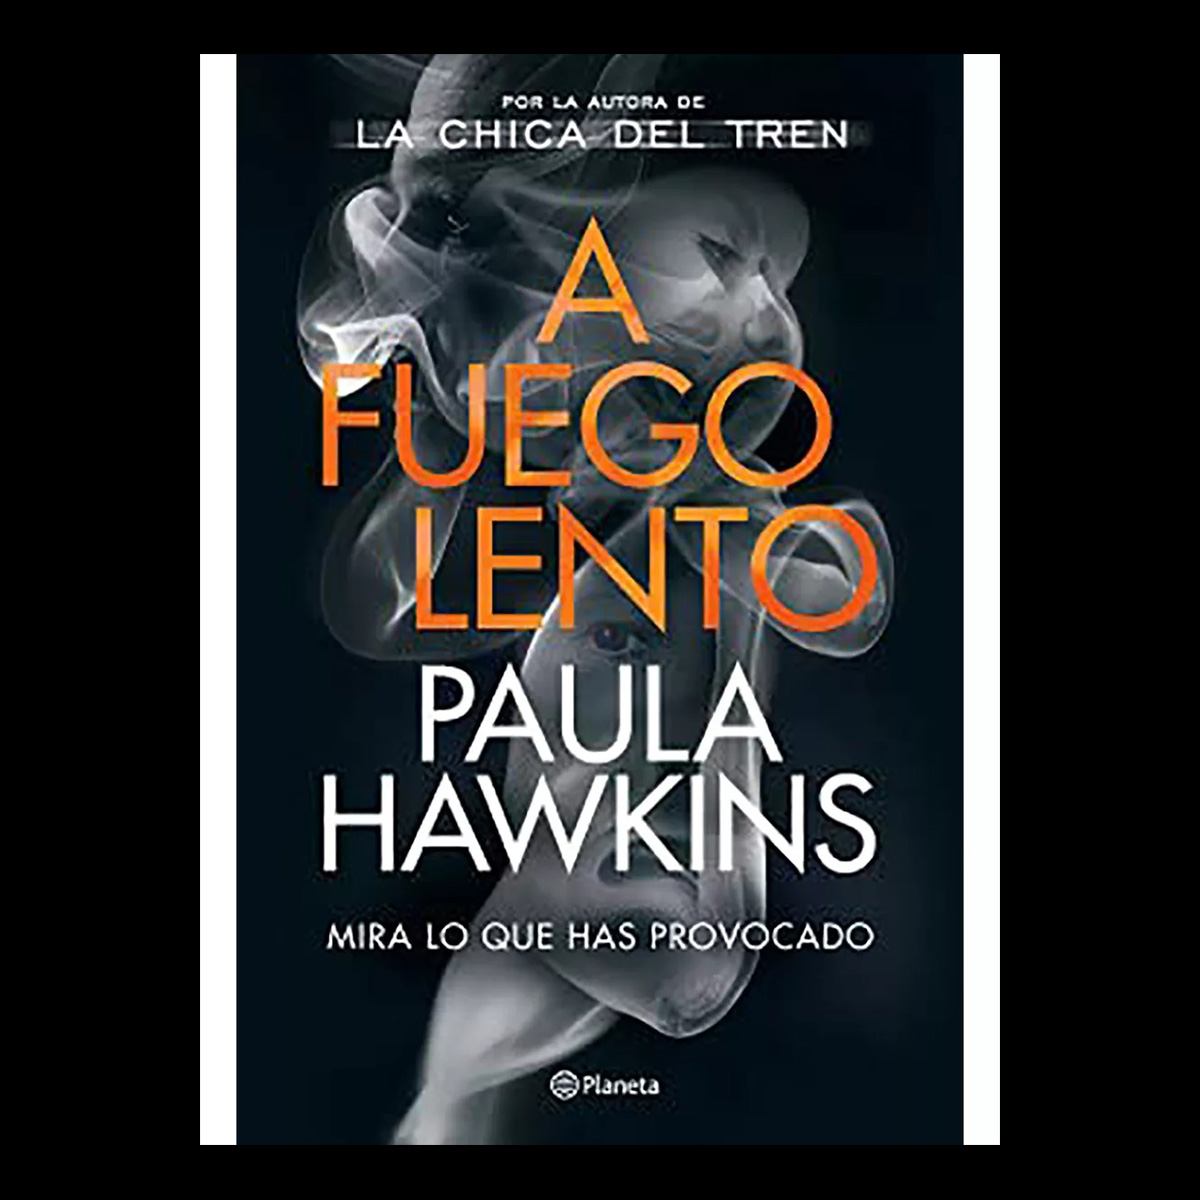 POR LA AUTORA DE
LA CHICA DEL TREN
A
FUEGO
LENTO
PAULA
HAWKINS
MIRA LO QUE HAS PROVOCADO
Planeta